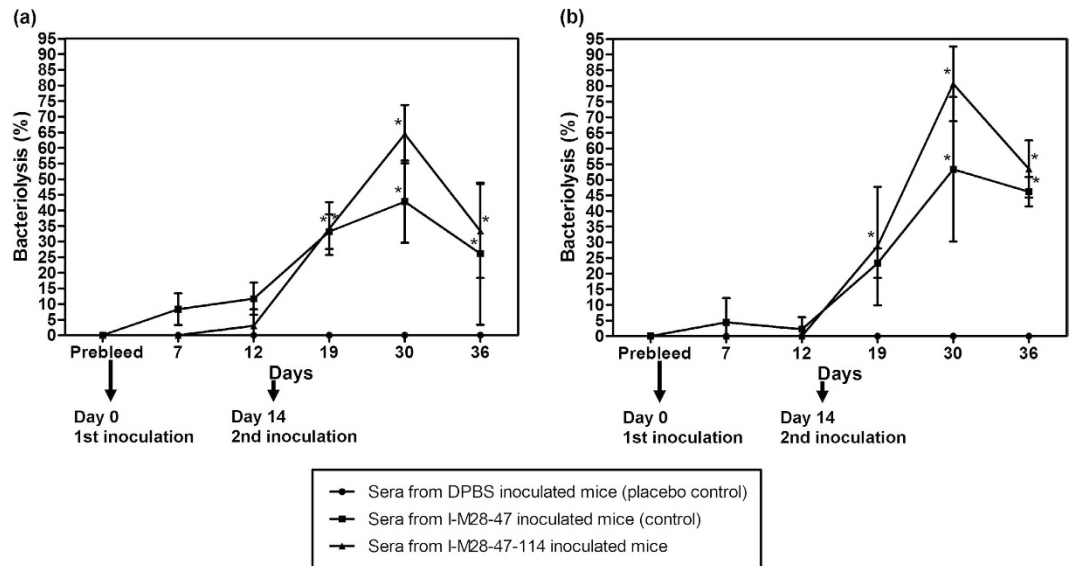 (a)
Bacteriolysis (%)
95
90
85
80
75
70
65
60
55
50
45
40
35
30
25
20
15
10
5
0
* *
*
*
*
*
Prebleed 7 12 19 30 36
Days
Day 0
1st inoculation
Day 14
2nd inoculation
(b)
Bacteriolysis (%)
95
90
85
80
75
70
65
60
55
50
45
40
35
30
25
20
15
10
5
0
*
*
*
*
*
Prebleed 7 12 19 30 36
Days
Day 0
1st inoculation
Day 14
2nd inoculation
Sera from DPBS inoculated mice (placebo control)
Sera from I-M28-47 inoculated mice (control)
Sera from I-M28-47-114 inoculated mice